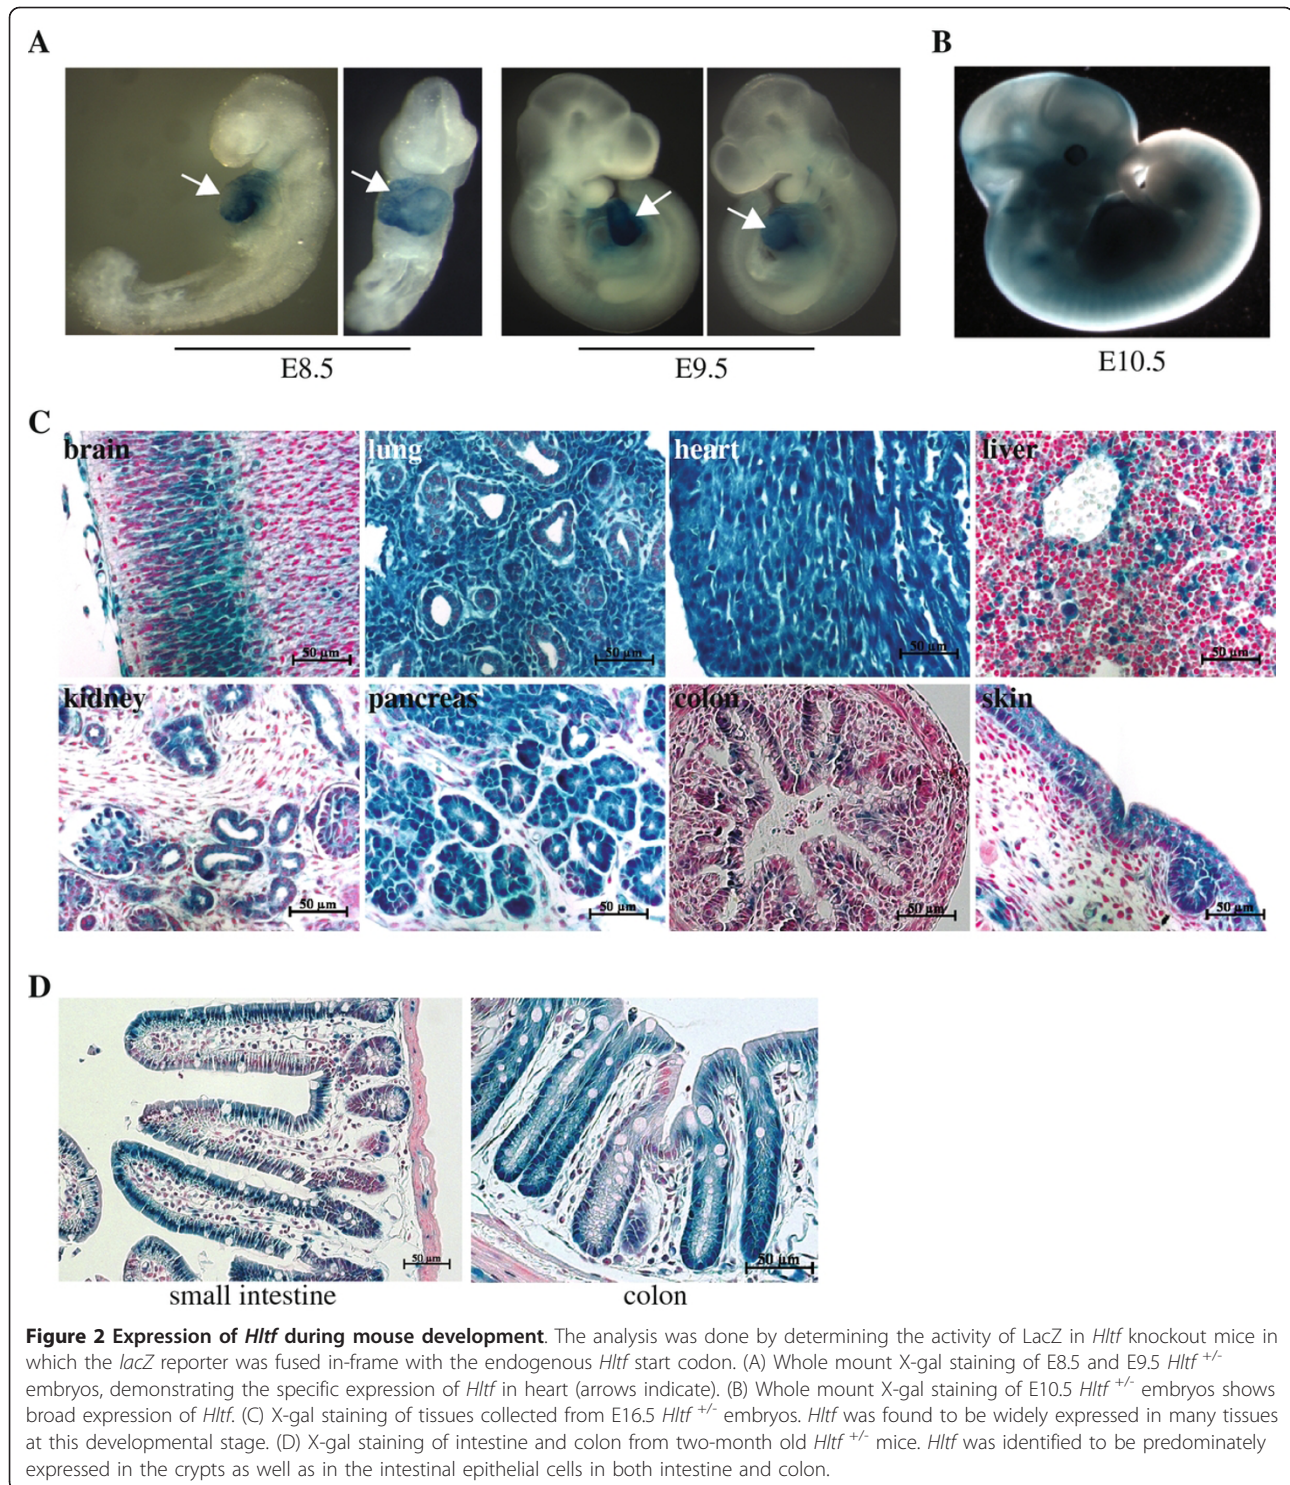 A
B
E8.5
E9.5
E10.5
C
brain
lung
heart
liver
50 µm
50 µm
50 µm
50 µm
kidney
pancreas
colon
skin
50 µm
50 µm
50 µm
50 µm
D
50 µm
50 µm
small intestine
colon
Figure 2 Expression of Hltf during mouse development. The analysis was done by determining the activity of LacZ in Hltf knockout mice in
which the lacZ reporter was fused in-frame with the endogenous Hltf start codon. (A) Whole mount X-gal staining of E8.5 and E9.5 Hltf +/-
embryos, demonstrating the specific expression of Hltf in heart (arrows indicate). (B) Whole mount X-gal staining of E10.5 Hltf +/- embryos shows
broad expression of Hltf. (C) X-gal staining of tissues collected from E16.5 Hltf +/- embryos. Hltf was found to be widely expressed in many tissues
at this developmental stage. (D) X-gal staining of intestine and colon from two-month old Hltf +/- mice. Hltf was identified to be predominately
expressed in the crypts as well as in the intestinal epithelial cells in both intestine and colon.